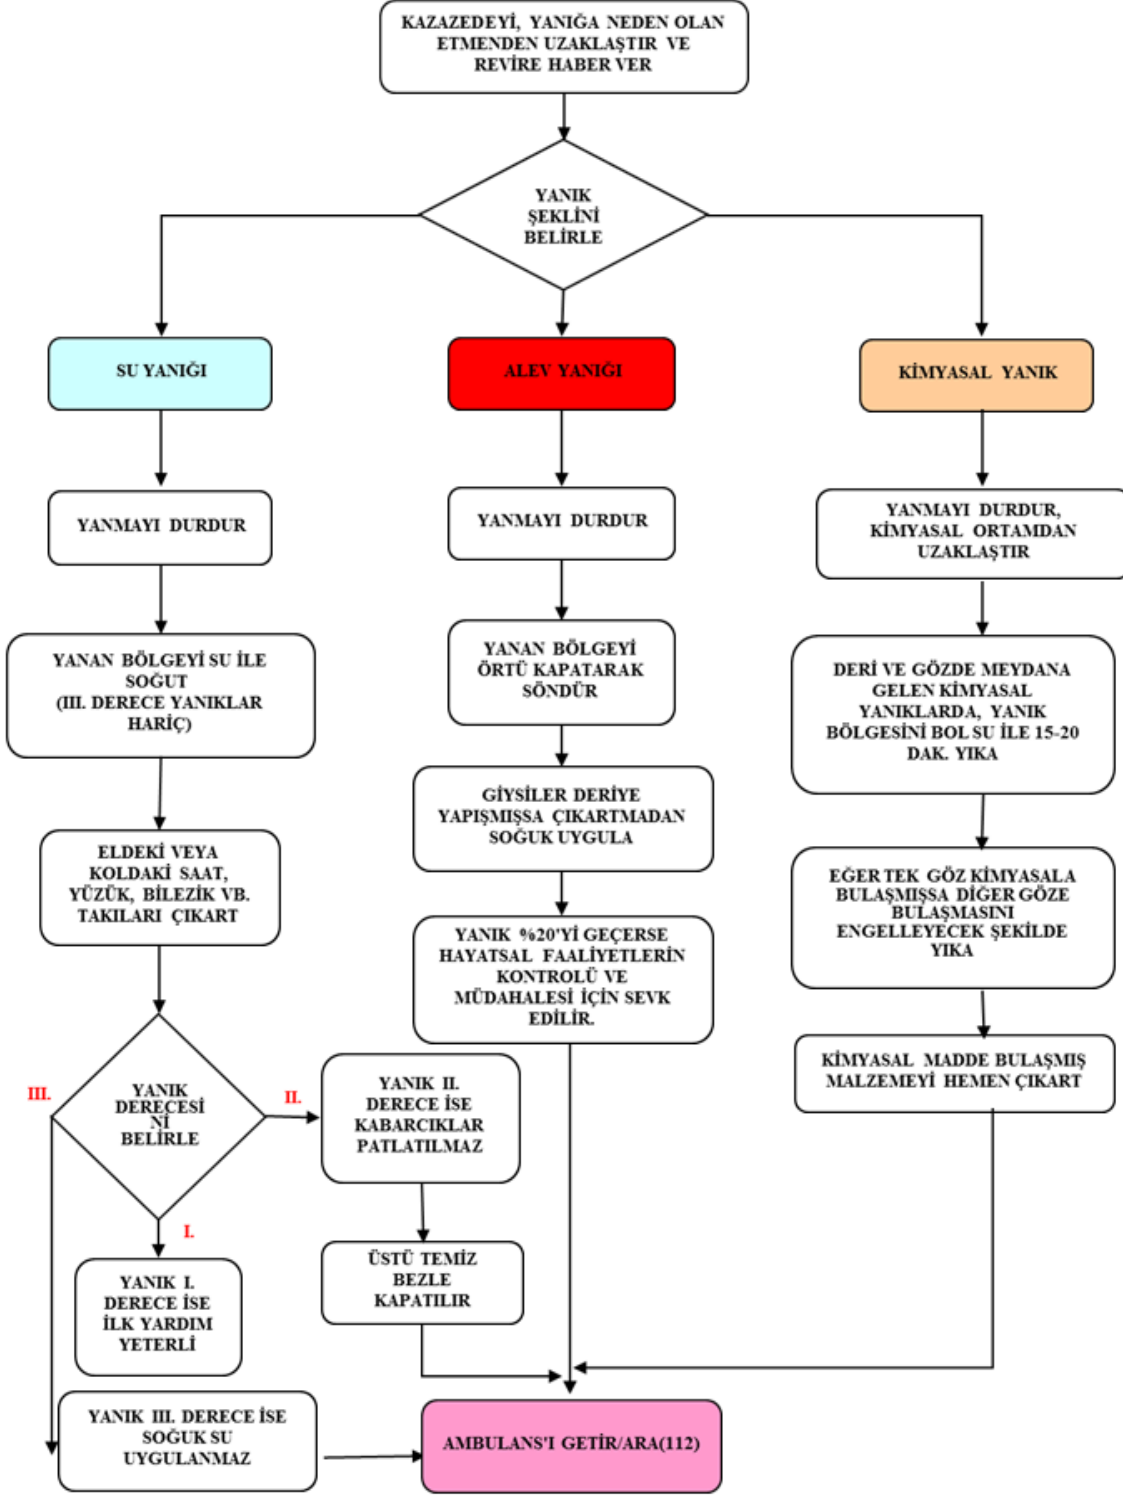 KAZAZEDEYİ, YANIĞA NEDEN OLAN
ETMENDEN UZAKLAŞTIR VE
REVİRE HABER VER
YANIK
ŞEKLİNİ
BELİRLE
SU YANIĞI
ALEV YANIĞI
KİMYASAL YANIK
YANMAYI DURDUR
YANMAYI DURDUR
YANMAYI DURDUR,
KİMYASAL ORTAMDAN
UZAKLAŞTIR
YANAN BÖLGEYİ SU İLE
SOĞUT
(III. DERECE YANIKLAR
HARİÇ)
YANAN BÖLGEYİ
ÖRTÜ KAPATARAK
SÖNDÜR
DERİ VE GÖZDE MEYDANA
GELEN KİMYASAL
YANIKLARDA, YANIK
BÖLGESİNİ BOL SU İLE 15-20
DAK. YIKA
GİYSİLER DERİYE
YAPIŞMIŞSA ÇIKARTMADAN
SOĞUK UYGULA
ELDEKİ VEYA
KOLDAKİ SAAT,
YÜZÜK, BİLEZİK VB.
TAKILARI ÇIKART
EĞER TEK GÖZ KİMYASALA
BULAŞMIŞSA DİĞER GÖZE
BULAŞMASINI
ENGELLEYECEK ŞEKİLDE
YIKA
YANIK %20'Yİ GEÇERSE
HAYATSAL FAALİYETLERİN
KONTROLÜ VE
MÜDAHALESİ İÇİN SEVK
EDİLİR.
KİMYASAL MADDE BULAŞMIŞ
MALZEMEYİ HEMEN ÇIKART
III.
YANIK
DERECESİ
Nİ
BELİRLE
II.
YANIK II.
DERECE İSE
KABARCIKLAR
PATLATILMAZ
I.
YANIK I.
DERECE İSE
İLK YARDIM
YETERLİ
ÜSTÜ TEMİZ
BEZLE
KAPATILIR
YANIK III. DERECE İSE
SOĞUK SU
UYGULANMAZ
AMBULANS'I GETİR/ARA(112)